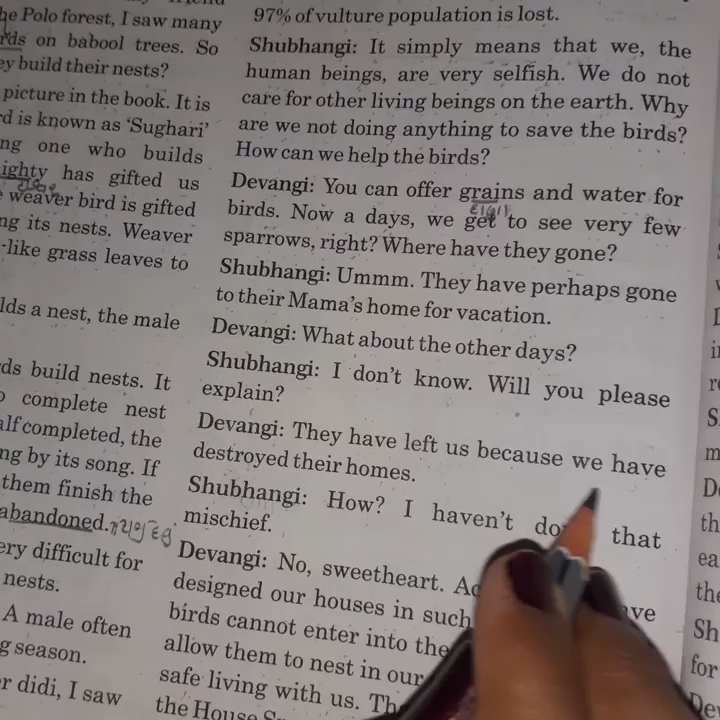 he Polo forest, I saw many
rds on babool trees. So
ey build their nests?
picture in the book. It is
rd is known as ‘Sughari’
ng one who builds
ighty has gifted us
weaver bird is gifted
ng its nests. Weaver
-like grass leaves to
lds a nest, the male
rds build nests. It
complete nest
alf completed, the
ng by its song. If
them finish the
abandoned.
ery difficult for
nests.
A male often
g season.
r didi, I saw
97% of vulture population is lost.
Shubhangi: It simply means that we, the
human beings, are very selfish. We do not
care for other living beings on the earth. Why
are we not doing anything to save the birds?
How can we help the birds?
Devangi: You can offer grains and water for
birds. Now a days, we get to see very few
sparrows, right? Where have they gone?
Shubhangi: Ummm. They have perhaps gone
to their Mama’s home for vacation.
Devangi: What about the other days?
Shubhangi: I don’t know. Will you please
explain?
Devangi: They have left us because we have
destroyed their homes.
Shubhangi: How? I haven’t that
mischief.
Devangi: No, sweetheart.
designed our houses in such
birds cannot enter into the
allow them to nest in our
safe living with us.
the House